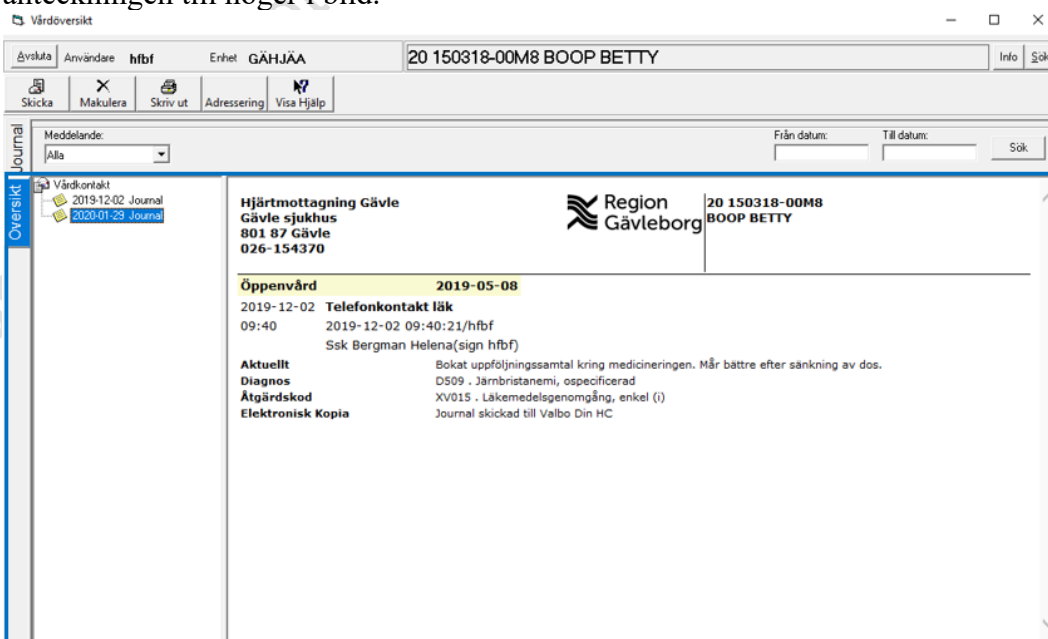 anteckningen till höger i bild.
Vårdöversikt
Avsluta Användare hfbf Enhet GÄHJÄA 20 150318-00M8 BOOP BETTY Info Sök
Skicka Makulera Skriv ut Adressering Visa Hjälp
Journal
Översikt
Meddelande: Från datum: Till datum:
Alla Sök
Vårdkontakt
2019-12-02 Journal
2020-01-29 Journal
Hjärtmottagning Gävle
Gävle sjukhus
801 87 Gävle
026-154370
Region
Gävleborg
20 150318-00M8
BOOP BETTY
Öppenvård 2019-05-08
2019-12-02 Telefonkontakt läk
09:40 2019-12-02 09:40:21/hfbf
Ssk Bergman Helena(sign hfbf)
Aktuellt Bokat uppföljningssamtal kring medicineringen. Mår bättre efter sänkning av dos.
Diagnos D509 . Järnbristanemi, ospecificerad
Åtgärdskod XV015 . Läkemedelsgenomgång, enkel (i)
Elektronisk Kopia Journal skickad till Valbo Din HC